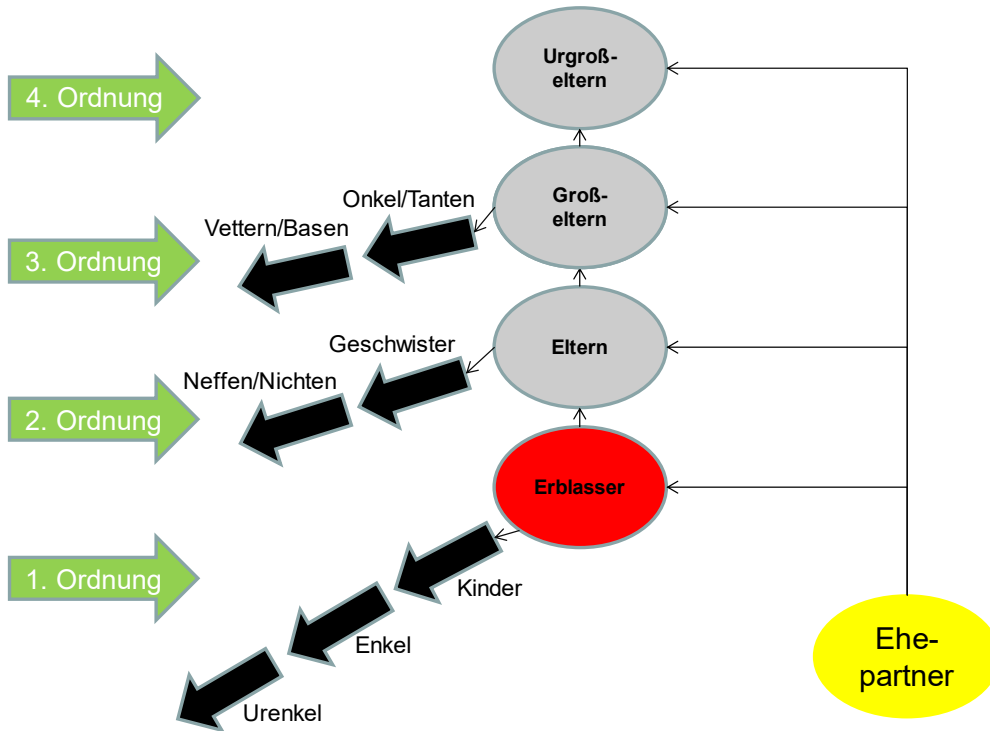 Urgroß-
eltern
4. Ordnung
Onkel/Tanten
Groß-
eltern
Vettern/Basen
3. Ordnung
Geschwister
Eltern
Neffen/Nichten
2. Ordnung
Erblasser
1. Ordnung
Kinder
Enkel
Urenkel
Ehe-
partner